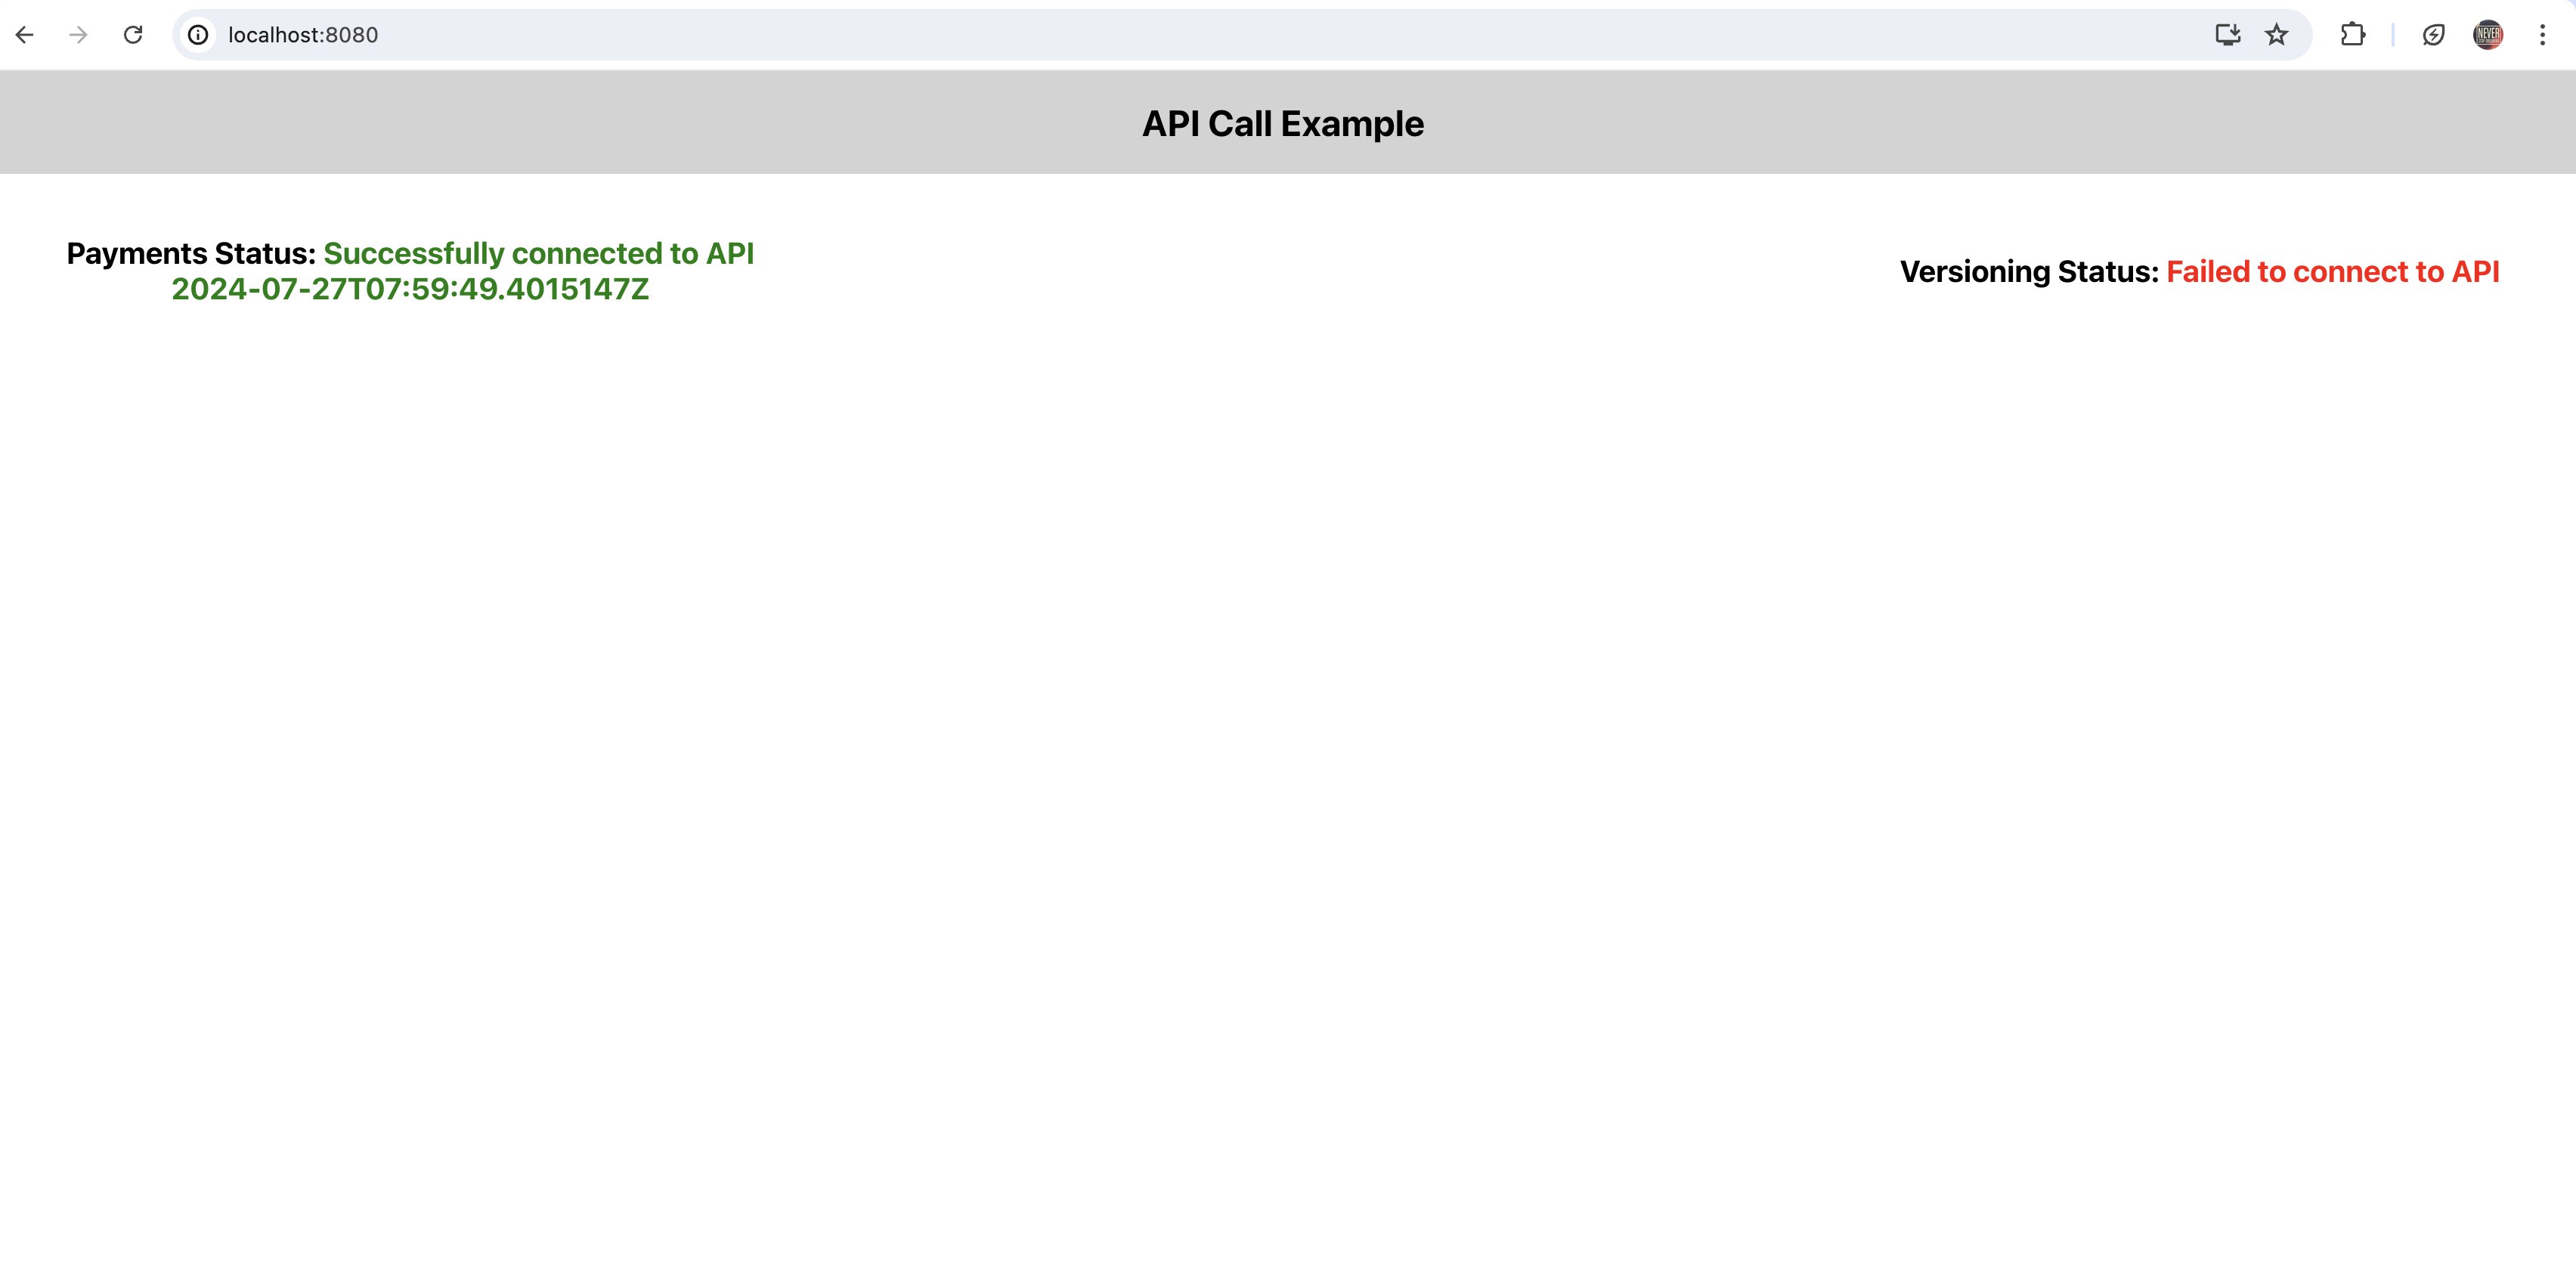 localhost:8080
API Call Example
Payments Status: Successfully connected to API
2024-07-27T07:59:49.4015147Z
Versioning Status: Failed to connect to API